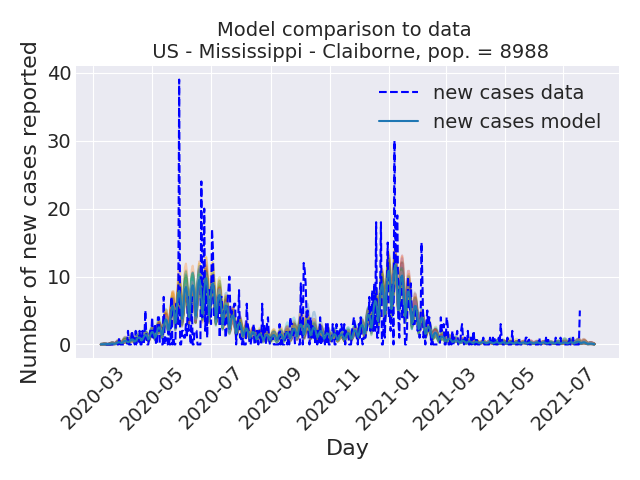 Model comparison to data
US - Mississippi - Claiborne, pop. = 8988
Number of new cases reported
40
30
20
10
0
new cases data
new cases model
2020-03
2020-05
2020-07
2020-09
2020-11
2021-01
2021-03
2021-05
2021-07
Day